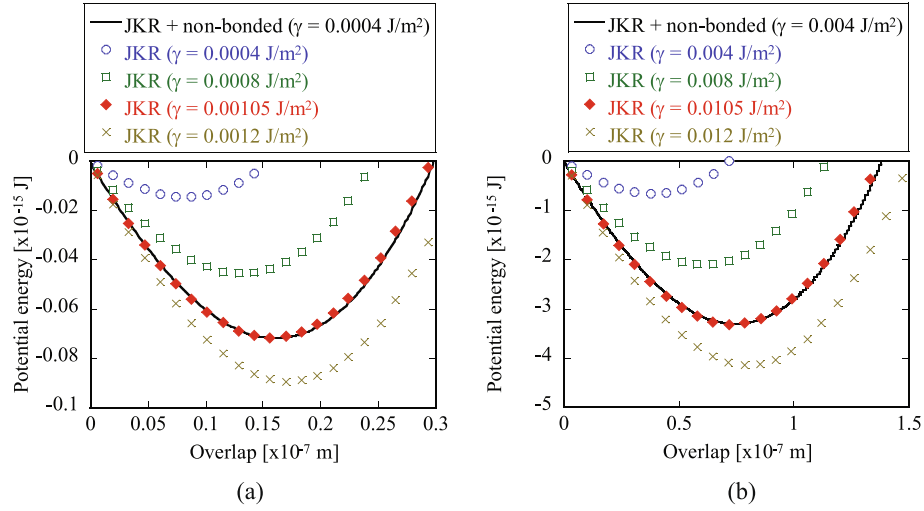 JKR + non-bonded (γ = 0.0004 J/m²)
JKR (γ = 0.0004 J/m²)
JKR (γ = 0.0008 J/m²)
JKR (γ = 0.00105 J/m²)
JKR (γ = 0.0012 J/m²)
0
-0.02
-0.04
-0.06
-0.08
-0.1
Potential energy [x10⁻¹⁵ J]
0 0.05 0.1 0.15 0.2 0.25 0.3
Overlap [x10⁻⁷ m]
(a)
JKR + non-bonded (γ = 0.004 J/m²)
JKR (γ = 0.004 J/m²)
JKR (γ = 0.008 J/m²)
JKR (γ = 0.0105 J/m²)
JKR (γ = 0.012 J/m²)
0
-1
-2
-3
-4
-5
Potential energy [x10⁻¹⁵ J]
0 0.5 1 1.5
Overlap [x10⁻⁷ m]
(b)